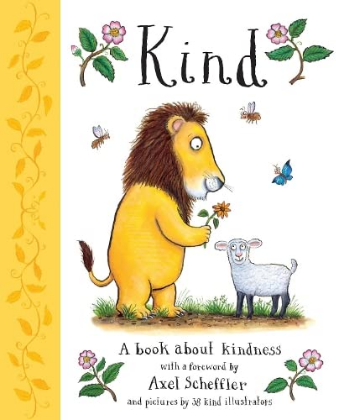 Kind
A book about kindness
with a foreword by
Axel Scheffler
and pictures by 38 kind illustrators